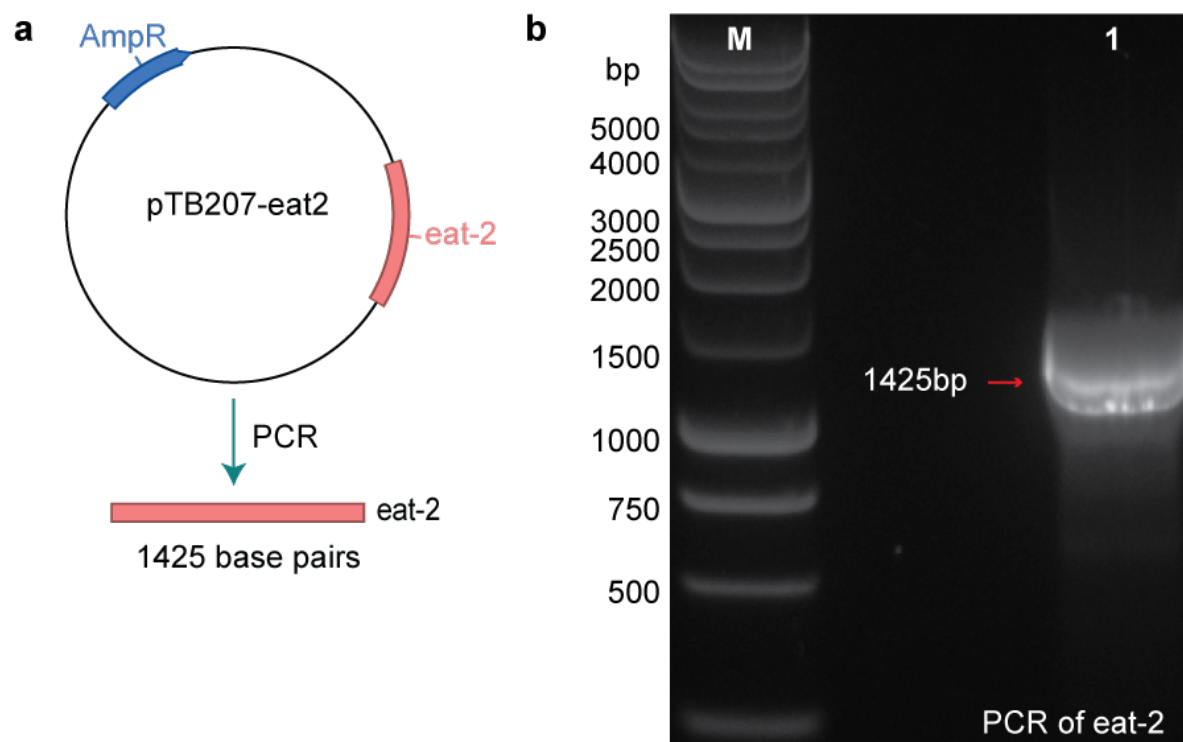 a
AmpR
pTB207-eat2
eat-2
PCR
eat-2
1425 base pairs
b
M
1
bp
5000
4000
3000
2500
2000
1500
1425bp →
1000
750
500
PCR of eat-2